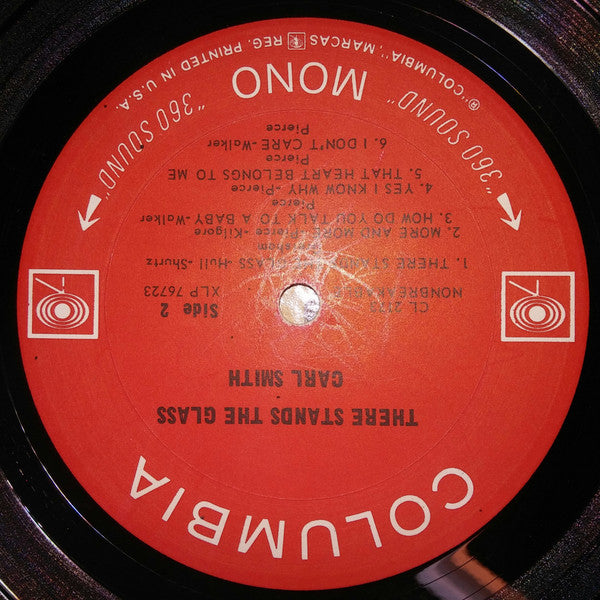 COLUMBIA
THERE STANDS THE GLASS
CARL SMITH
NONBREAKABLE
Side 2
XLP 76723
1. THERE STANDS GLASS -Hull -Shurtz
2. MORE AND MORE -Pierce -Kilgore
3. HOW DO YOU TALK TO A BABY -Walker
Pierce
4. YES I KNOW WHY -Pierce
5. THAT HEART BELONGS TO ME
Pierce
6. I DON'T CARE -Walker
Pierce
"360 SOUND"
MONO
"360 SOUND"
® "COLUMBIA", MARCAS REG. PRINTED IN U.S.A.